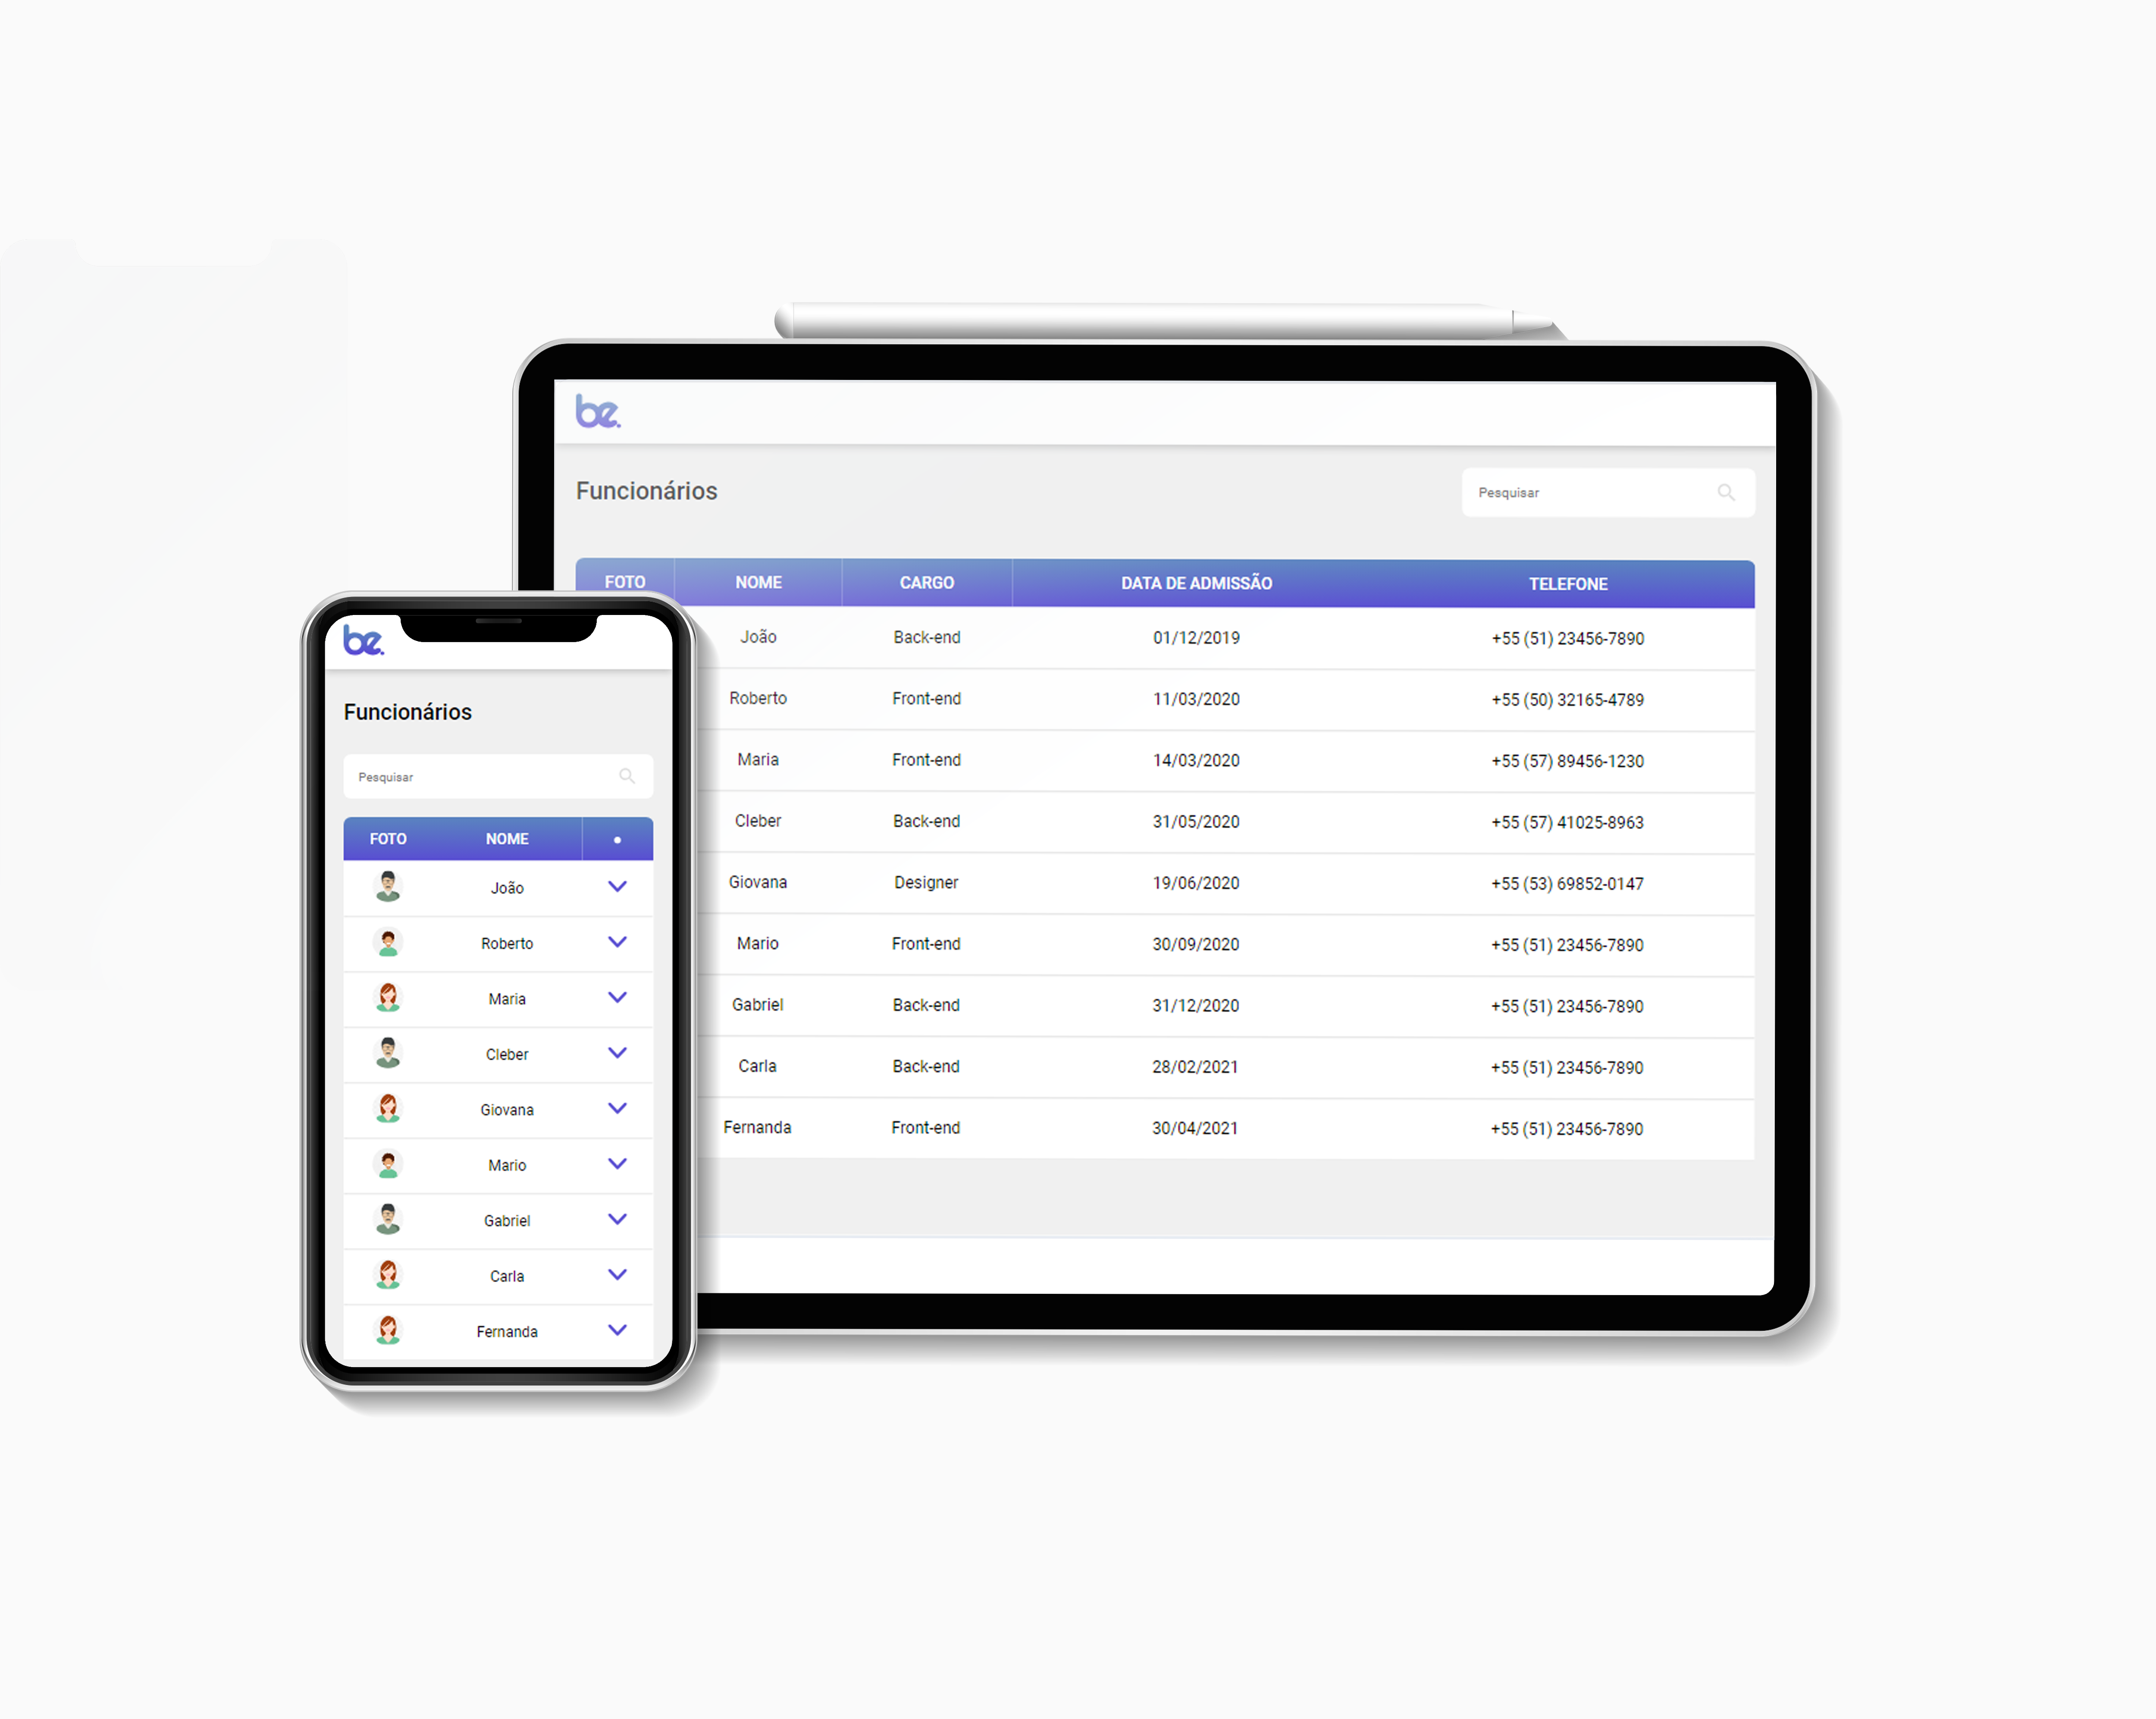 be.
Funcionários
Pesquisar
FOTO NOME CARGO DATA DE ADMISSÃO TELEFONE
João Back-end 01/12/2019 +55 (51) 23456-7890
Roberto Front-end 11/03/2020 +55 (50) 32165-4789
Maria Front-end 14/03/2020 +55 (57) 89456-1230
Cleber Back-end 31/05/2020 +55 (57) 41025-8963
Giovana Designer 19/06/2020 +55 (53) 69852-0147
Mario Front-end 30/09/2020 +55 (51) 23456-7890
Gabriel Back-end 31/12/2020 +55 (51) 23456-7890
Carla Back-end 28/02/2021 +55 (51) 23456-7890
Fernanda Front-end 30/04/2021 +55 (51) 23456-7890
be.
Funcionários
Pesquisar
FOTO NOME
João
Roberto
Maria
Cleber
Giovana
Mario
Gabriel
Carla
Fernanda